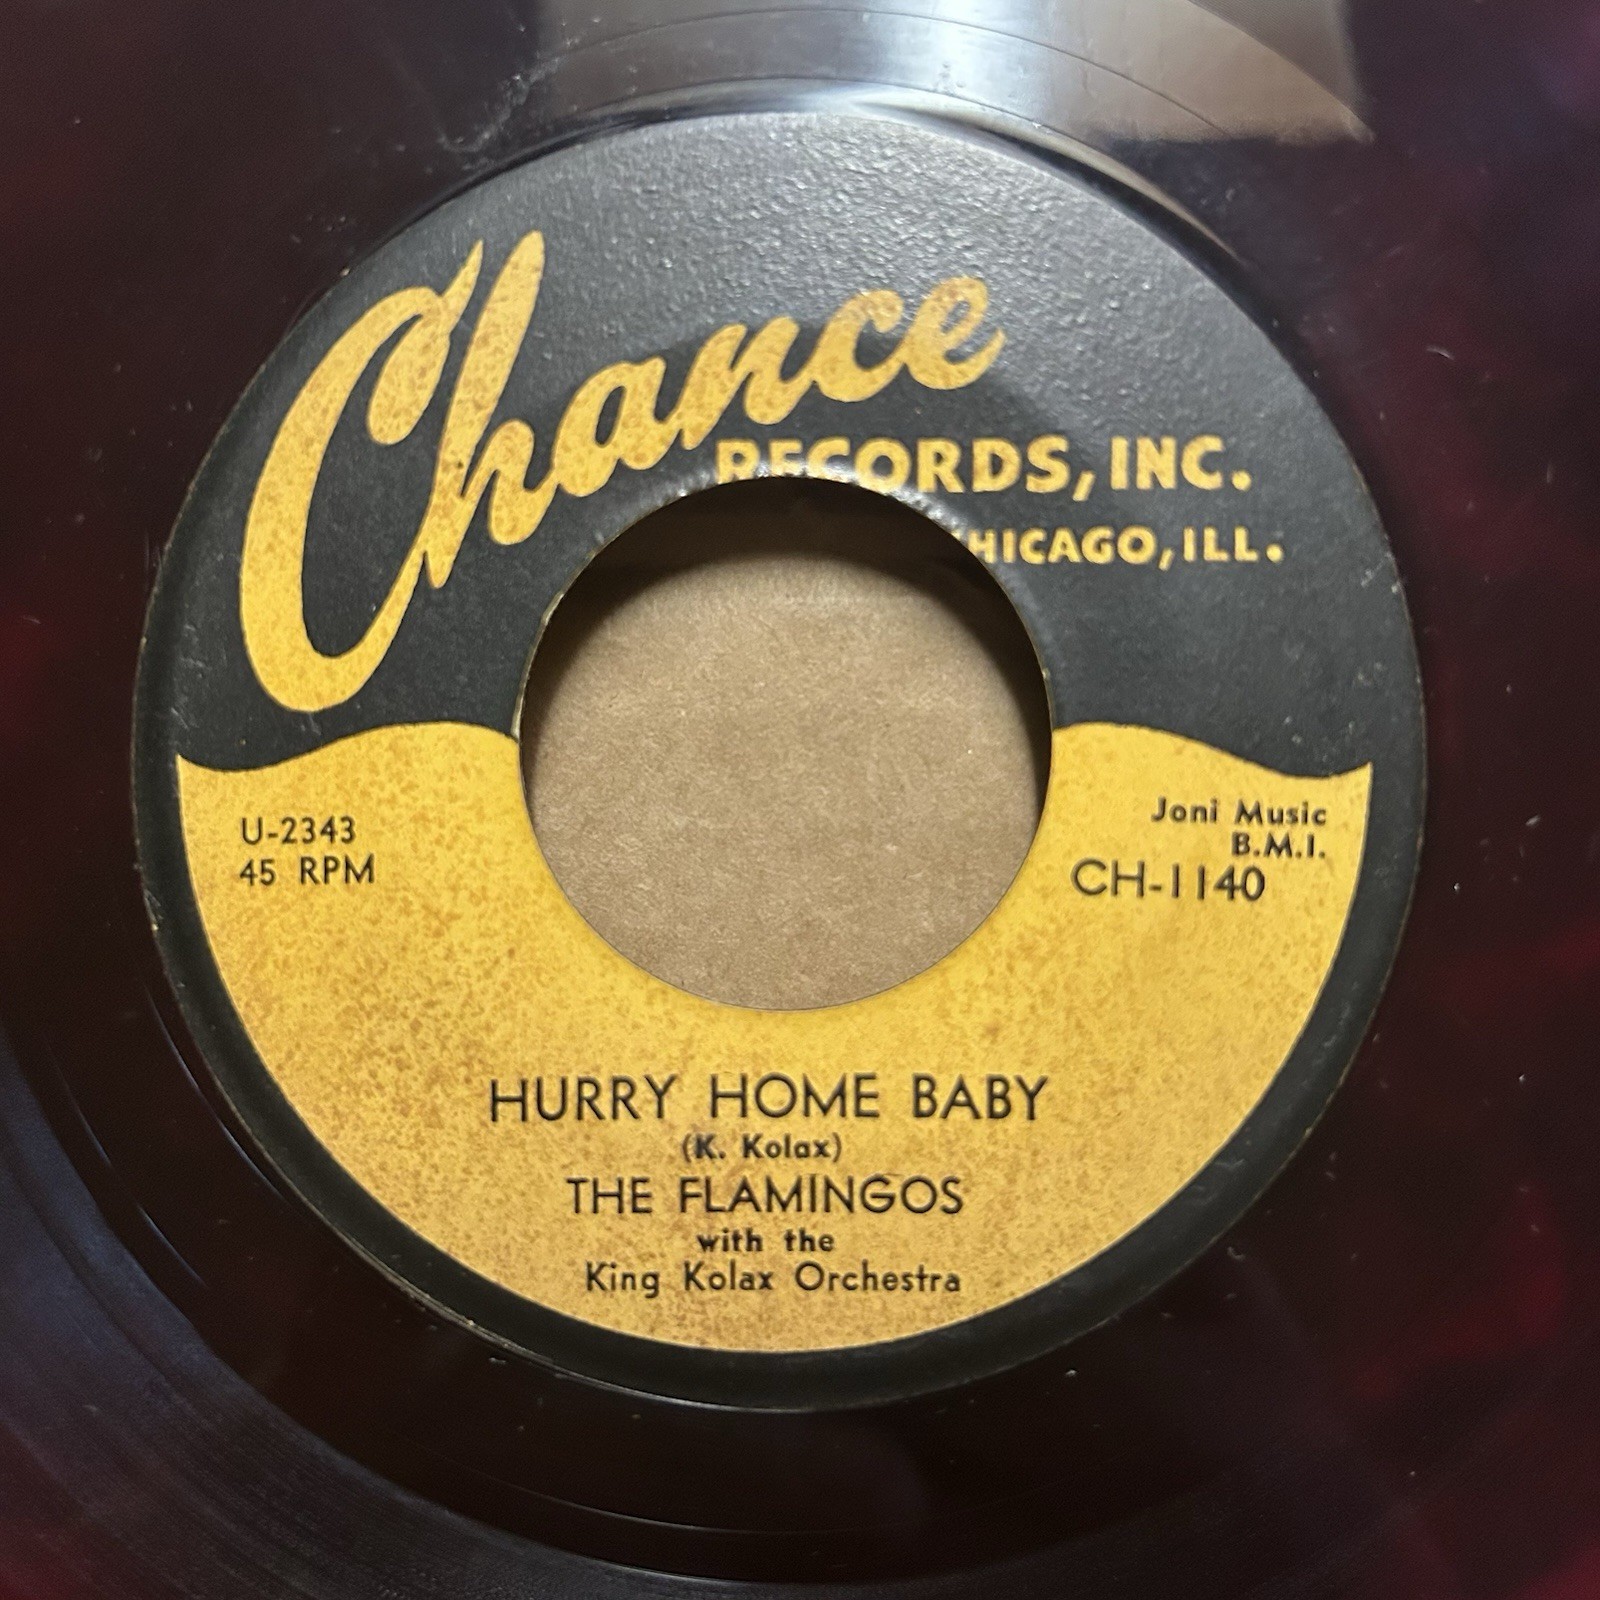 Chance
RECORDS, INC.
CHICAGO, ILL.
U-2343
45 RPM
Joni Music
B.M.I.
CH-1140
HURRY HOME BABY
(K. Kolax)
THE FLAMINGOS
with the
King Kolax Orchestra